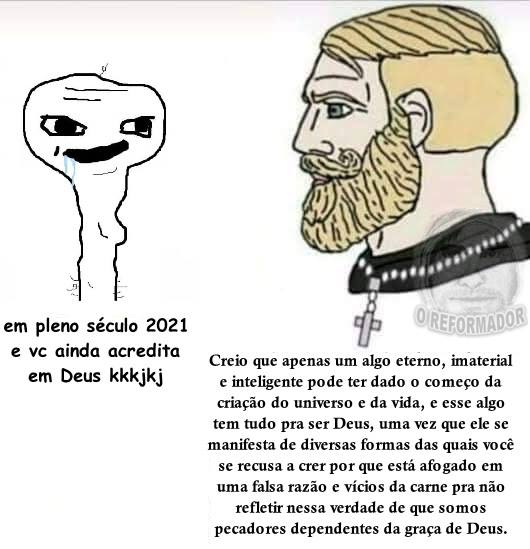 em pleno século 2021
e vc ainda acredita
em Deus kkkjkj
O REFORMADOR
Creio que apenas um algo eterno, imaterial
e inteligente pode ter dado o começo da
criação do universo e da vida, e esse algo
tem tudo pra ser Deus, uma vez que ele se
manifesta de diversas formas das quais você
se recusa a crer por que está afogado em
uma falsa razão e vícios da carne pra não
refletir nessa verdade de que somos
pecadores dependentes da graça de Deus.